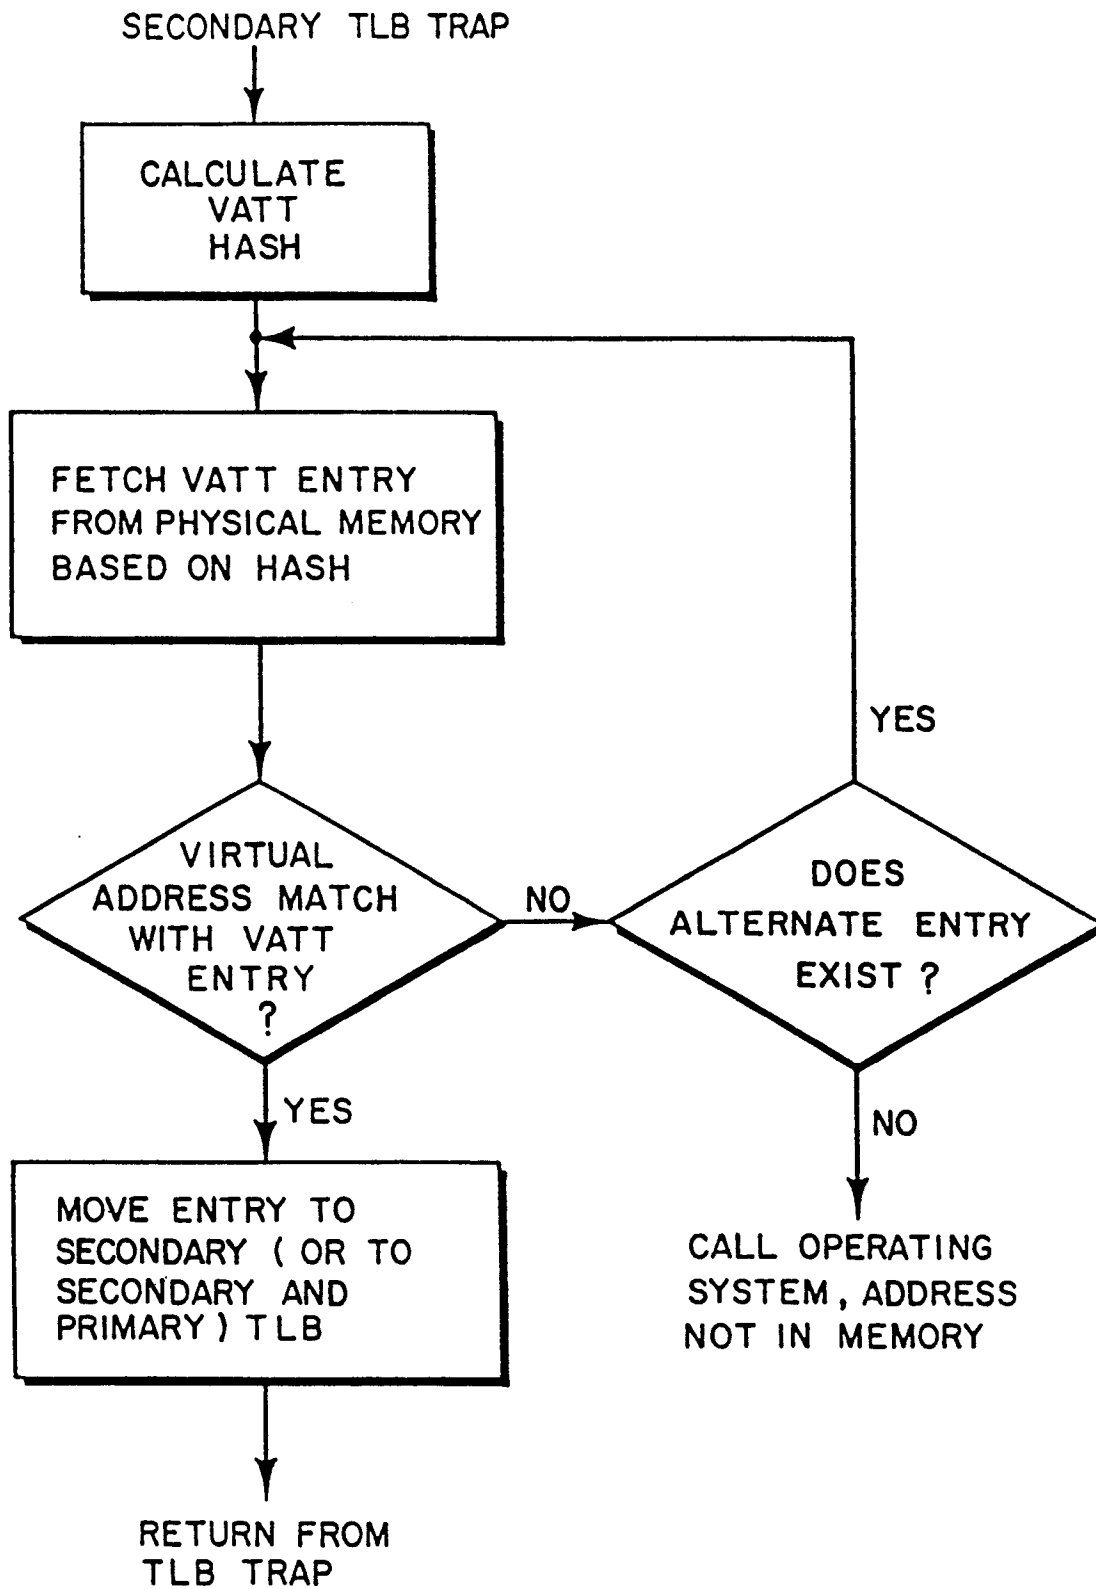 SECONDARY TLB TRAP
CALCULATE
VATT
HASH
FETCH VATT ENTRY
FROM PHYSICAL MEMORY
BASED ON HASH
YES
VIRTUAL
ADDRESS MATCH
WITH VATT
ENTRY
?
NO
DOES
ALTERNATE ENTRY
EXIST ?
YES
NO
MOVE ENTRY TO
SECONDARY ( OR TO
SECONDARY AND
PRIMARY ) TLB
CALL OPERATING
SYSTEM , ADDRESS
NOT IN MEMORY
RETURN FROM
TLB TRAP